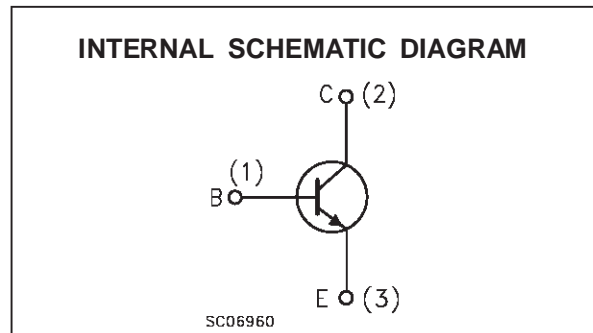 INTERNAL SCHEMATIC DIAGRAM
C (2)
(1)
B
E (3)
SC06960